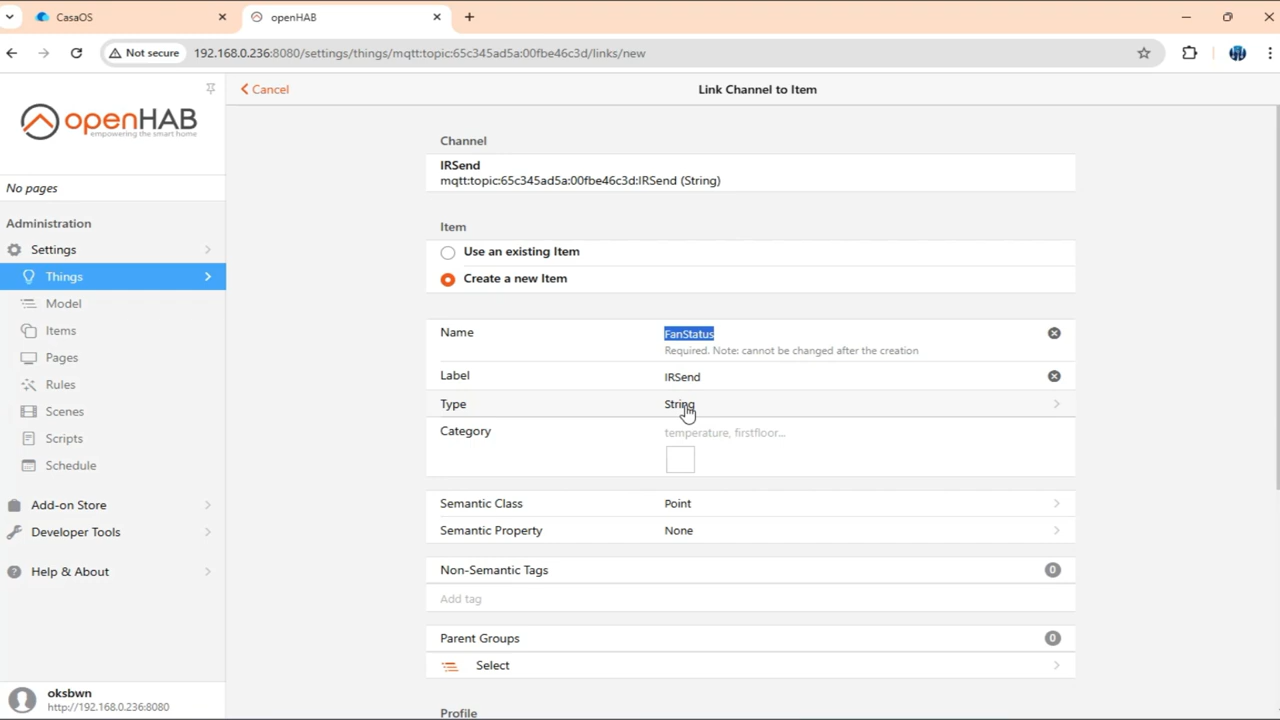 CasaOS
openHAB
Not secure
192.168.0.236:8080/settings/things/mqtt:topic:65c345ad5a:00fbe46c3d/links/new
openHAB
empowering the smart home
No pages
Administration
Settings
Things
Model
Items
Pages
Rules
Scenes
Scripts
Schedule
Add-on Store
Developer Tools
Help & About
oksbwn
http://192.168.0.236:8080
Cancel
Link Channel to Item
Channel
IRSend
mqtt:topic:65c345ad5a:00fbe46c3d:IRSend (String)
Item
Use an existing Item
Create a new Item
Name
FanStatus
Required. Note: cannot be changed after the creation
Label
IRSend
Type
String
Category
temperature, firstfloor...
Semantic Class
Point
Semantic Property
None
Non-Semantic Tags
0
Add tag
Parent Groups
0
Select
Profile